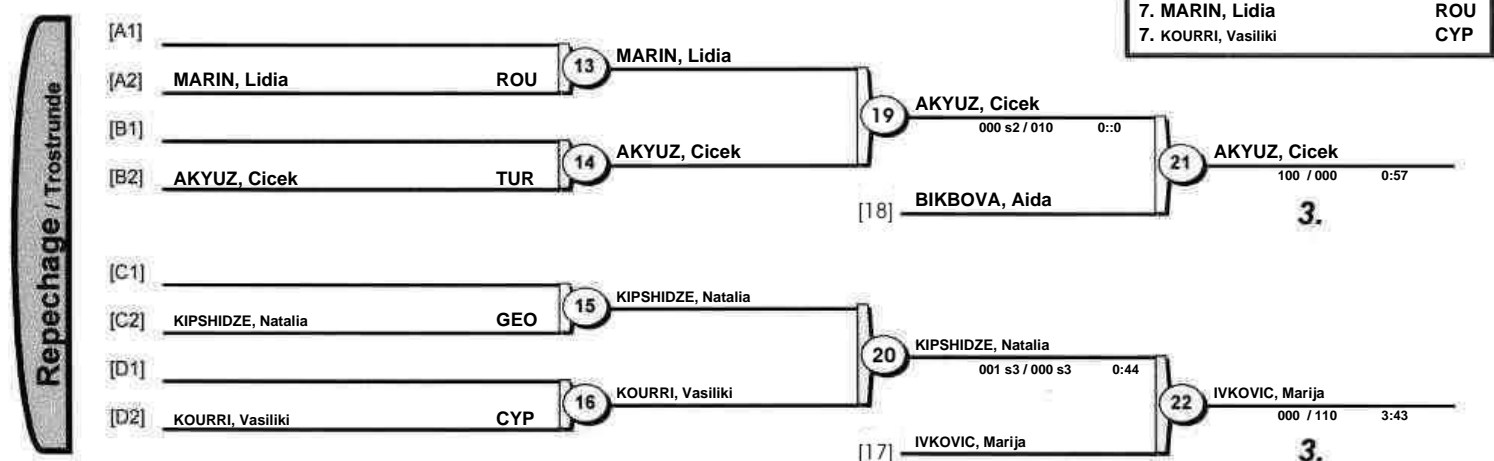 7. MARIN, Lidia ROU
7. KOURRI, Vasiliki CYP
Repechage / Trostrunde
[A1]
[A2] MARIN, Lidia ROU
13 MARIN, Lidia
[B1]
[B2] AKYUZ, Cicek TUR
14 AKYUZ, Cicek
19 AKYUZ, Cicek
000 s2 / 010 0::0
[18] BIKBOVA, Aida
21 AKYUZ, Cicek
100 / 000 0:57
3.
[C1]
[C2] KIPSHIDZE, Natalia GEO
15 KIPSHIDZE, Natalia
[D1]
[D2] KOURRI, Vasiliki CYP
16 KOURRI, Vasiliki
20 KIPSHIDZE, Natalia
001 s3 / 000 s3 0:44
[17] IVKOVIC, Marija
22 IVKOVIC, Marija
000 / 110 3:43
3.